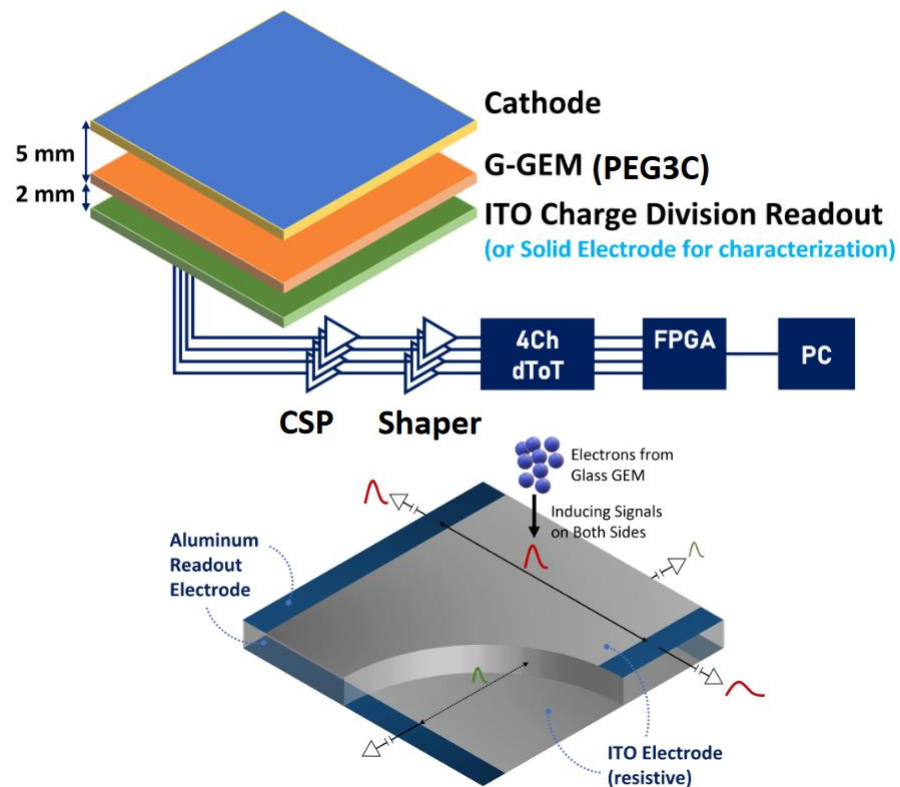 Cathode
5 mm
G-GEM (PEG3C)
2 mm
ITO Charge Division Readout
(or Solid Electrode for characterization)
4Ch
dToT
FPGA
PC
CSP
Shaper
Electrons from
Glass GEM
Inducing Signals
on Both Sides
Aluminum
Readout
Electrode
ITO Electrode
(resistive)